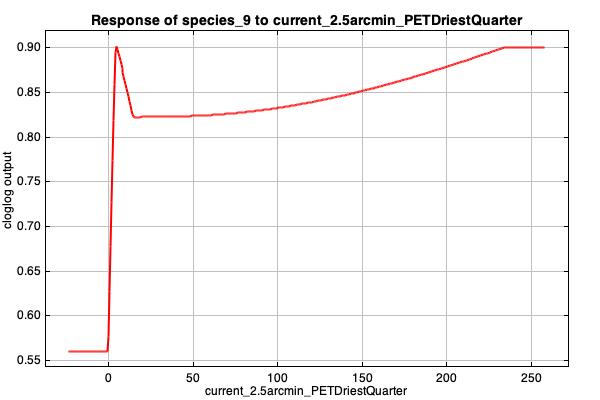 Response of species_9 to current_2.5arcmin_PETDriestQuarter
cloglog output
0.90
0.85
0.80
0.75
0.70
0.65
0.60
0.55
0 50 100 150 200 250
current_2.5arcmin_PETDriestQuarter